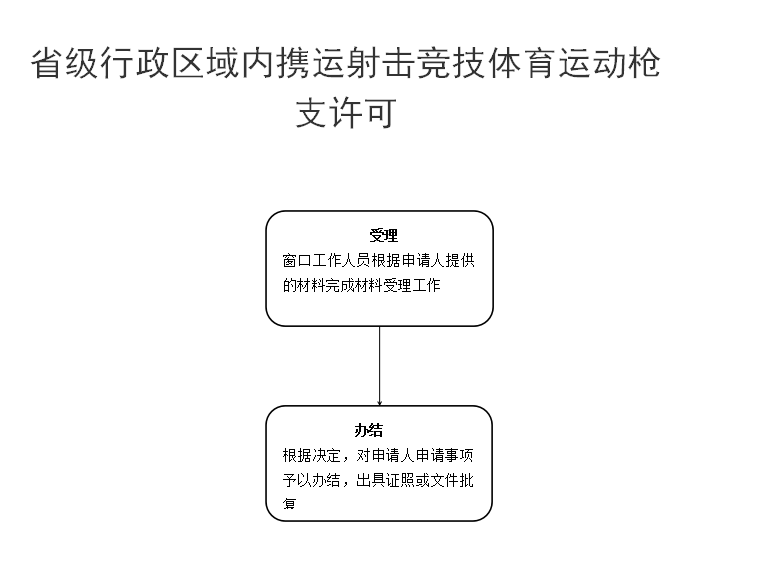 省级行政区域内携运射击竞技体育运动枪
支许可
受理
窗口工作人员根据申请人提供
的材料完成材料受理工作
办结
根据决定，对申请人申请事项
予以办结，出具证照或文件批